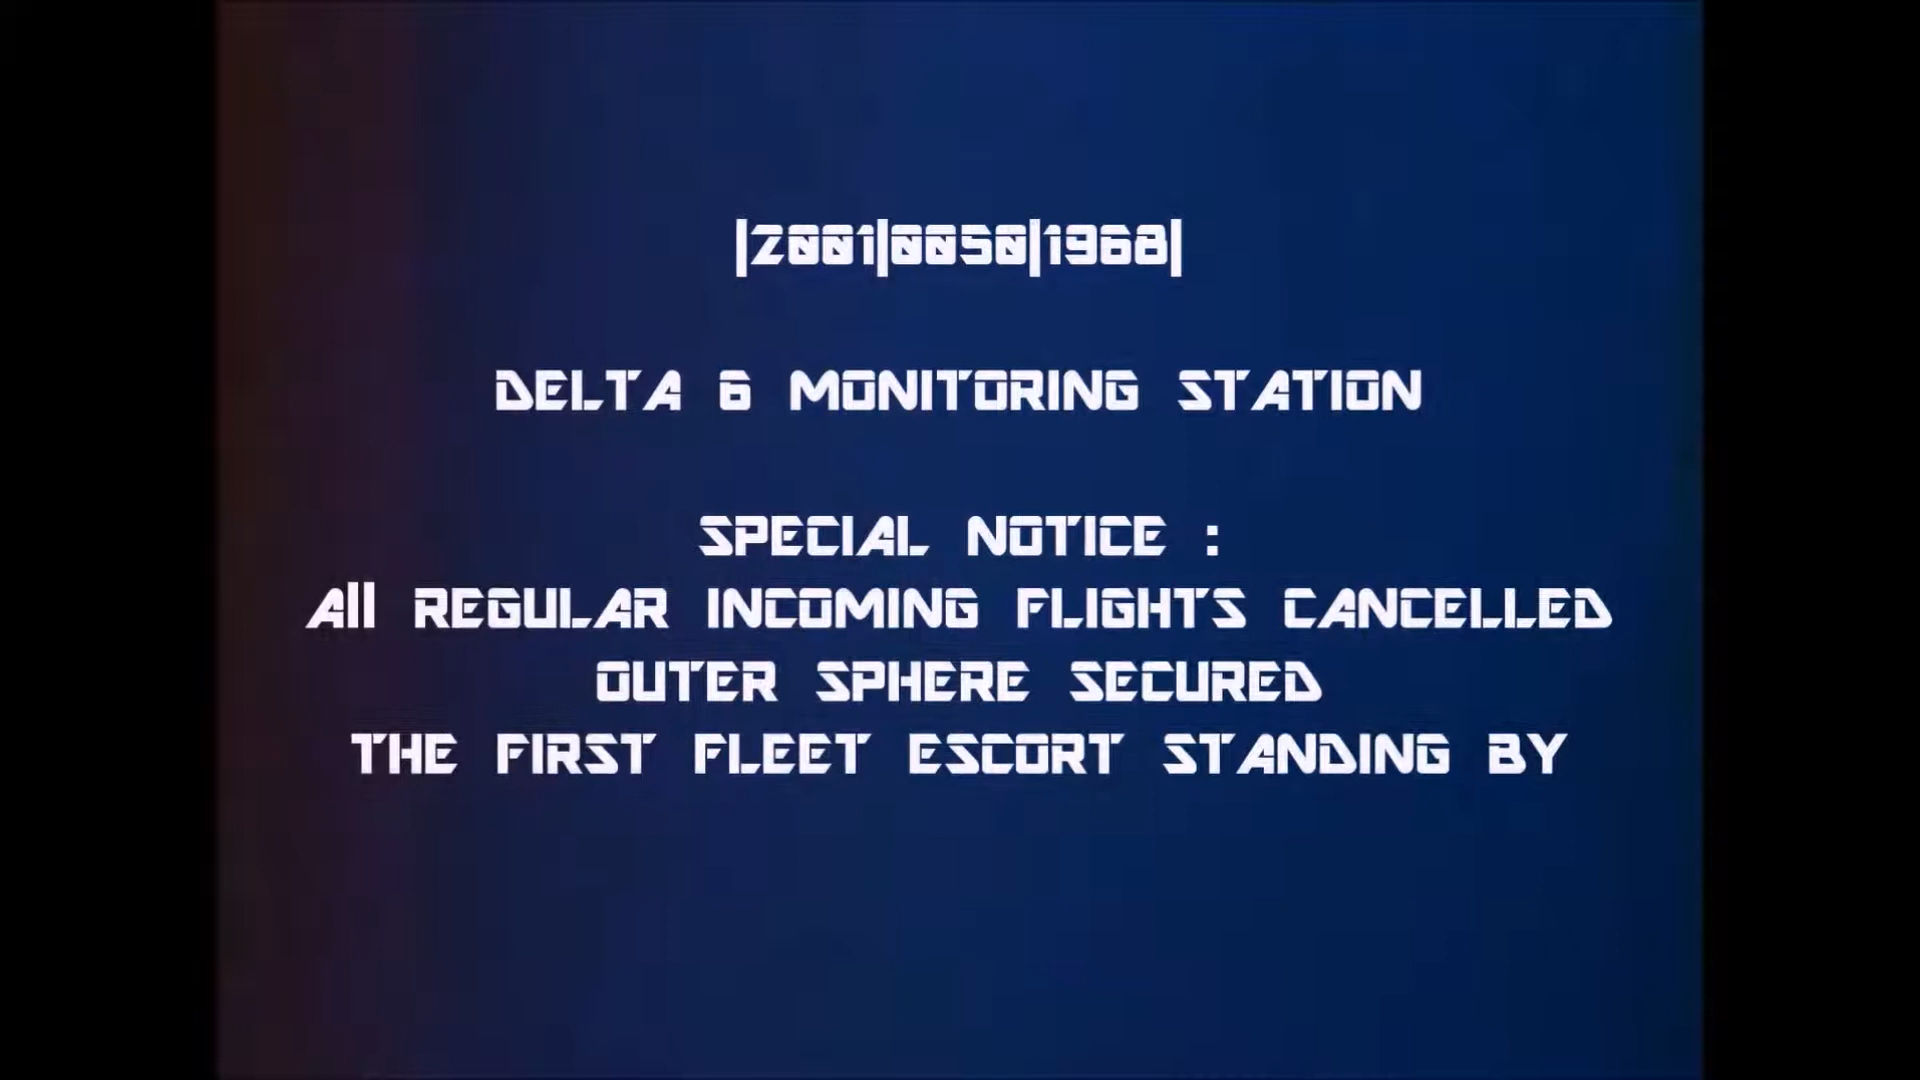 |2001|0050|1968|
DELTA 6 MONITORING STATION
SPECIAL NOTICE :
All REGULAR INCOMING FLIGHTS CANCELLED
OUTER SPHERE SECURED
THE FIRST FLEET ESCORT STANDING BY